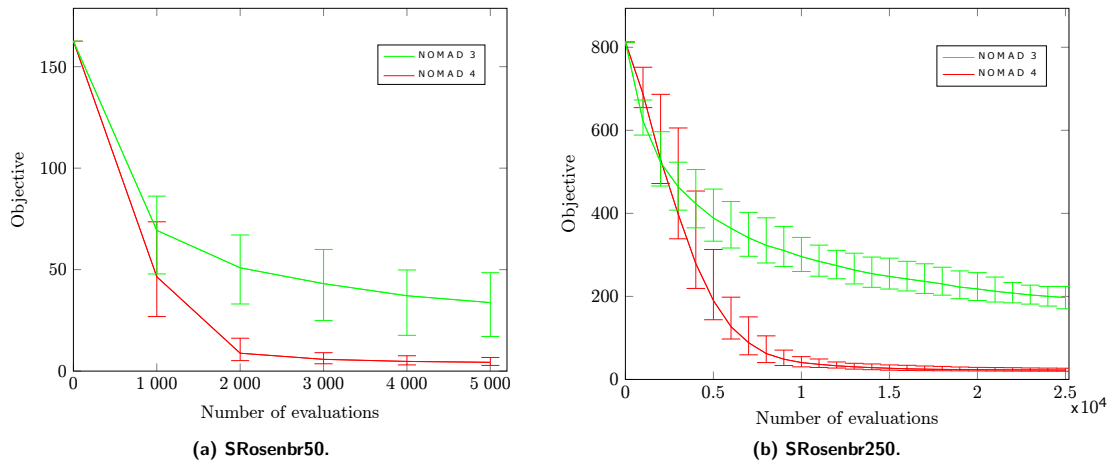 Objective
150
100
50
0
0
1 000
2 000
3 000
4 000
5 000
Number of evaluations
NOMAD 3
NOMAD 4
(a) SRosenbr50.
Objective
800
600
400
200
0
0
0.5
1
1.5
2
2.5
x10^4
Number of evaluations
NOMAD 3
NOMAD 4
(b) SRosenbr250.